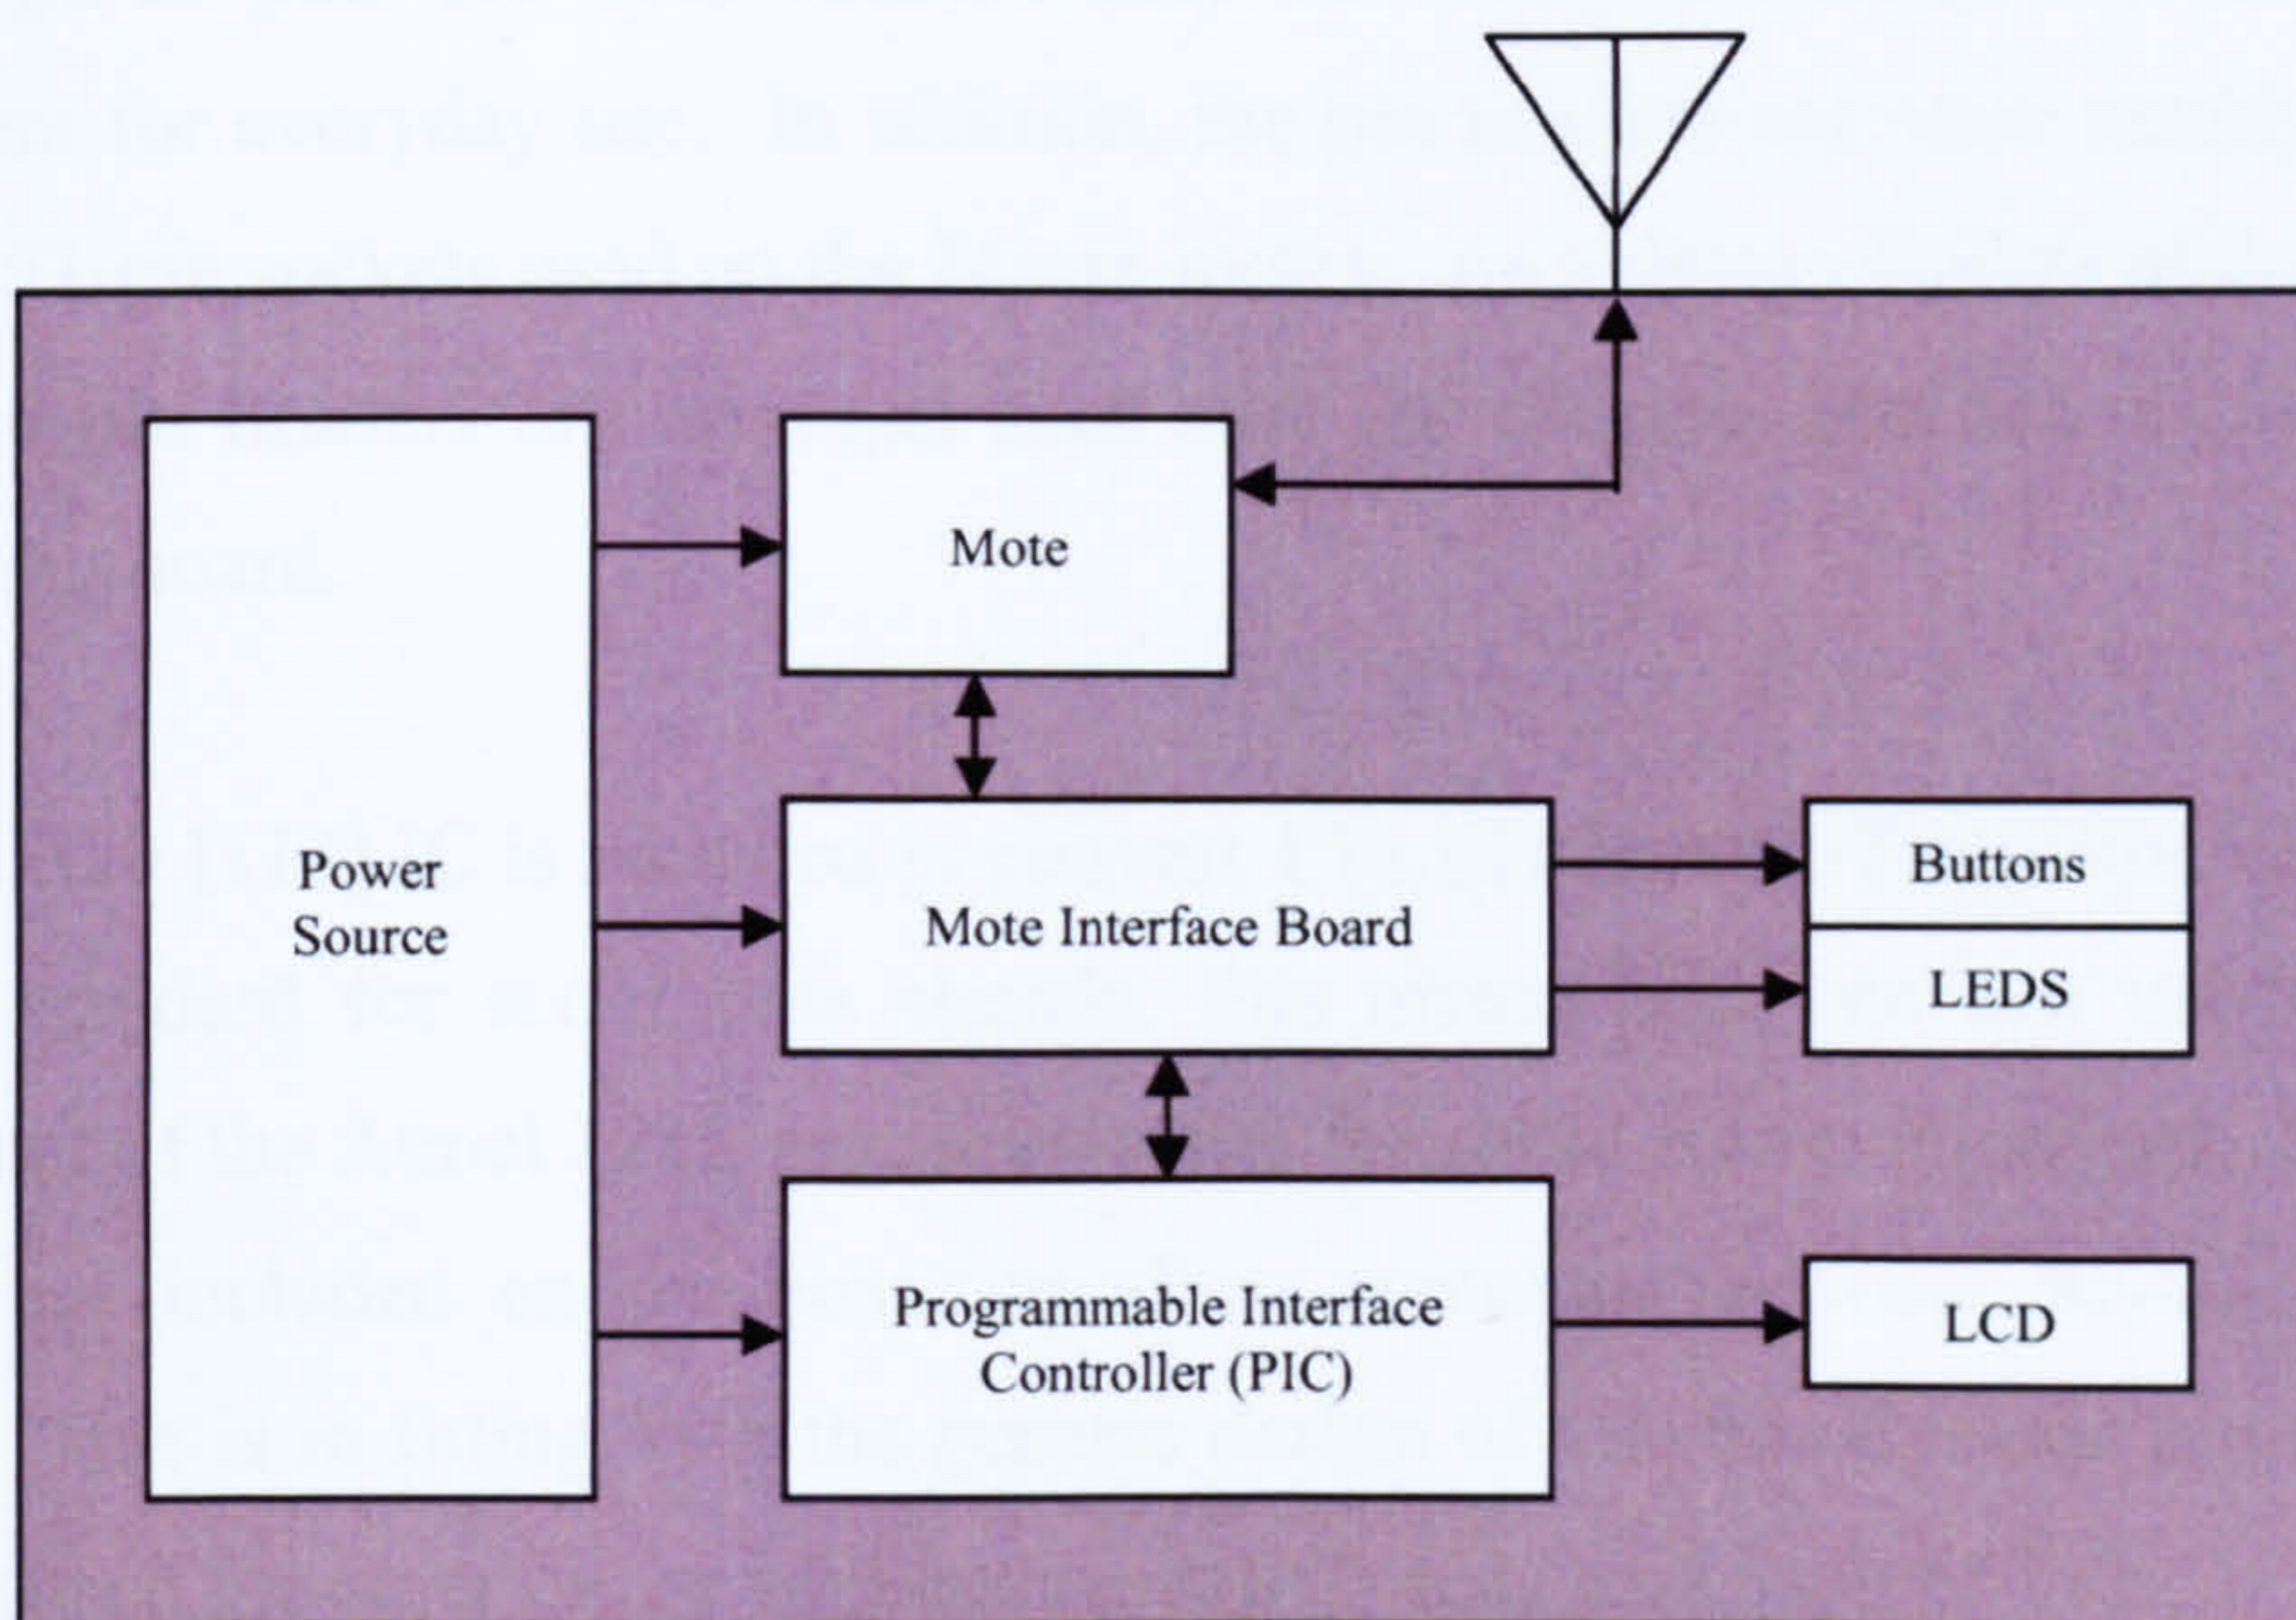 Power
Source
Mote
Mote Interface Board
Buttons
LEDS
Programmable Interface
Controller (PIC)
LCD